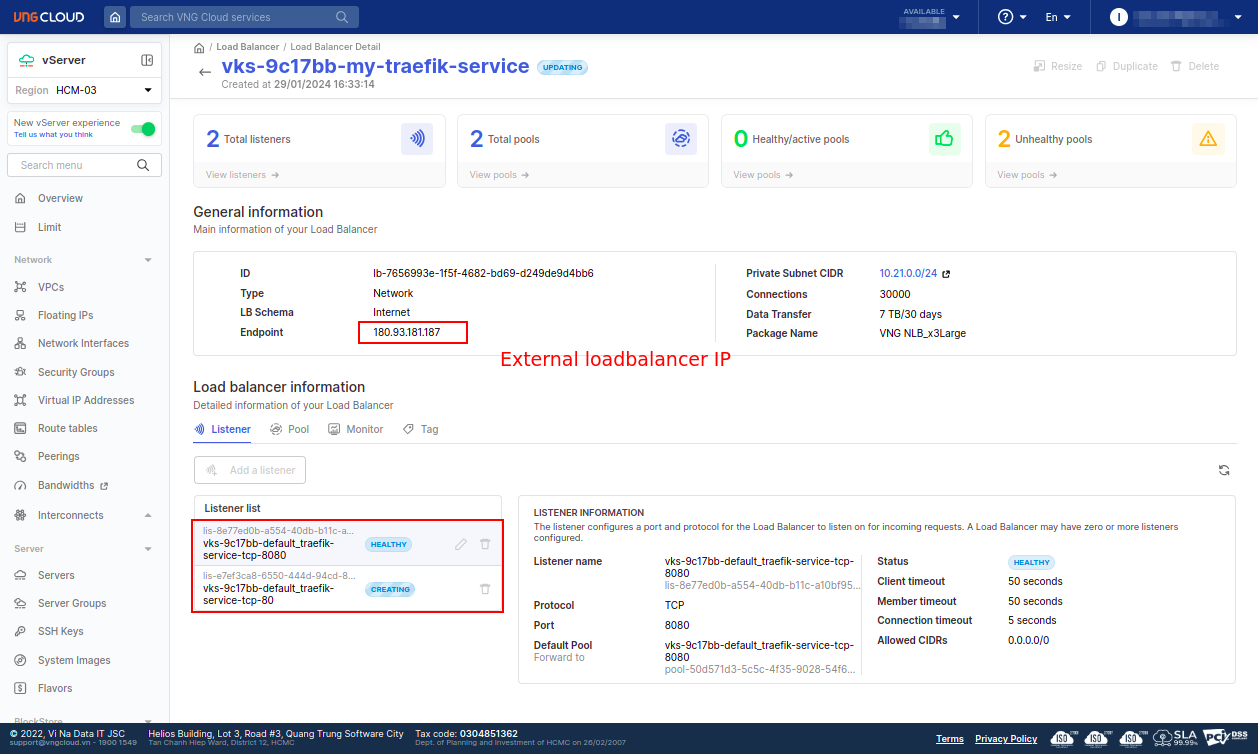 VNG CLOUD
Search VNG Cloud services
AVAILABLE
En
I
vServer
Region HCM-03
New vServer experience
Tell us what you think
Search menu
Overview
Limit
Network
VPCs
Floating IPs
Network Interfaces
Security Groups
Virtual IP Addresses
Route tables
Peerings
Bandwidths
Interconnects
Server
Servers
Server Groups
SSH Keys
System Images
Flavors
BlockStore
/ Load Balancer / Load Balancer Detail
← vks-9c17bb-my-traefik-service UPDATING
Created at 29/01/2024 16:33:14
Resize Duplicate Delete
2 Total listeners
View listeners →
2 Total pools
View pools →
0 Healthy/active pools
View pools →
2 Unhealthy pools
View pools →
General information
Main information of your Load Balancer
ID lb-7656993e-1f5f-4682-bd69-d249de9d4bb6
Type Network
LB Schema Internet
Endpoint 180.93.181.187
Private Subnet CIDR 10.21.0.0/24
Connections 30000
Data Transfer 7 TB/30 days
Package Name VNG NLB_x3Large
External loadbalancer IP
Load balancer information
Detailed information of your Load Balancer
Listener Pool Monitor Tag
Add a listener
Listener list
lis-8e77ed0b-a554-40db-b11c-a...
vks-9c17bb-default_traefik-
service-tcp-8080
HEALTHY
lis-e7ef3ca8-6550-444d-94cd-8...
vks-9c17bb-default_traefik-
service-tcp-80
CREATING
LISTENER INFORMATION
The listener configures a port and protocol for the Load Balancer to listen on for incoming requests. A Load Balancer may have zero or more listeners
configured.
Listener name vks-9c17bb-default_traefik-service-tcp-
8080
lis-8e77ed0b-a554-40db-b11c-a10bf95...
Protocol TCP
Port 8080
Default Pool vks-9c17bb-default_traefik-service-tcp-
Forward to 8080
pool-50d571d3-5c5c-4f35-9028-54f6...
Status HEALTHY
Client timeout 50 seconds
Member timeout 50 seconds
Connection timeout 5 seconds
Allowed CIDRs 0.0.0.0/0
© 2022, Vi Na Data IT JSC
support@vngcloud.vn - 1900 1549
Helios Building, Lot 3, Road #3, Quang Trung Software City
Tan Chanh Hiep Ward, District 12, HCMC
Tax code: 0304851362
Dept. of Planning and Investment of HCMC on 26/02/2007
Terms Privacy Policy
ISO ISO ISO SLA 99.99% PCI DSS